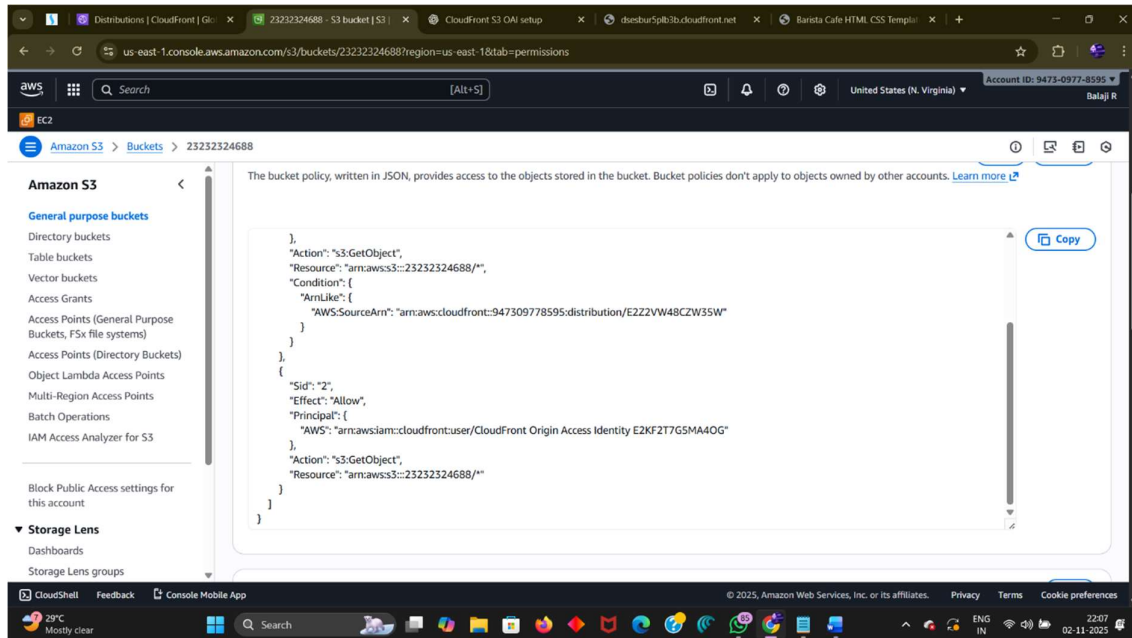 Distributions | CloudFront | Glo
23232324688 - S3 bucket | S3 |
CloudFront S3 OAI setup
dsesbur5plb3b.cloudfront.net
Barista Cafe HTML CSS Templat
us-east-1.console.aws.amazon.com/s3/buckets/23232324688?region=us-east-1&tab=permissions
aws
Search
[Alt+S]
United States (N. Virginia) ▼
Account ID: 9473-0977-8595 ▼
Balaji R
EC2
Amazon S3 > Buckets > 23232324688
Amazon S3
General purpose buckets
Directory buckets
Table buckets
Vector buckets
Access Grants
Access Points (General Purpose
Buckets, FSx file systems)
Access Points (Directory Buckets)
Object Lambda Access Points
Multi-Region Access Points
Batch Operations
IAM Access Analyzer for S3
Block Public Access settings for
this account
▼ Storage Lens
Dashboards
Storage Lens groups
The bucket policy, written in JSON, provides access to the objects stored in the bucket. Bucket policies don't apply to objects owned by other accounts. Learn more
Copy
},
"Action": "s3:GetObject",
"Resource": "arn:aws:s3:::23232324688/*",
"Condition": {
"ArnLike": {
"AWS:SourceArn": "arn:aws:cloudfront::947309778595:distribution/E2Z2VW48CZW35W"
}
}
},
{
"Sid": "2",
"Effect": "Allow",
"Principal": {
"AWS": "arn:aws:iam::cloudfront:user/CloudFront Origin Access Identity E2KF2T7G5MA4OG"
},
"Action": "s3:GetObject",
"Resource": "arn:aws:s3:::23232324688/*"
}
]
}
CloudShell
Feedback
Console Mobile App
© 2025, Amazon Web Services, Inc. or its affiliates.
Privacy
Terms
Cookie preferences
29°C
Mostly clear
Search
85
ENG
IN
22:07
02-11-2025